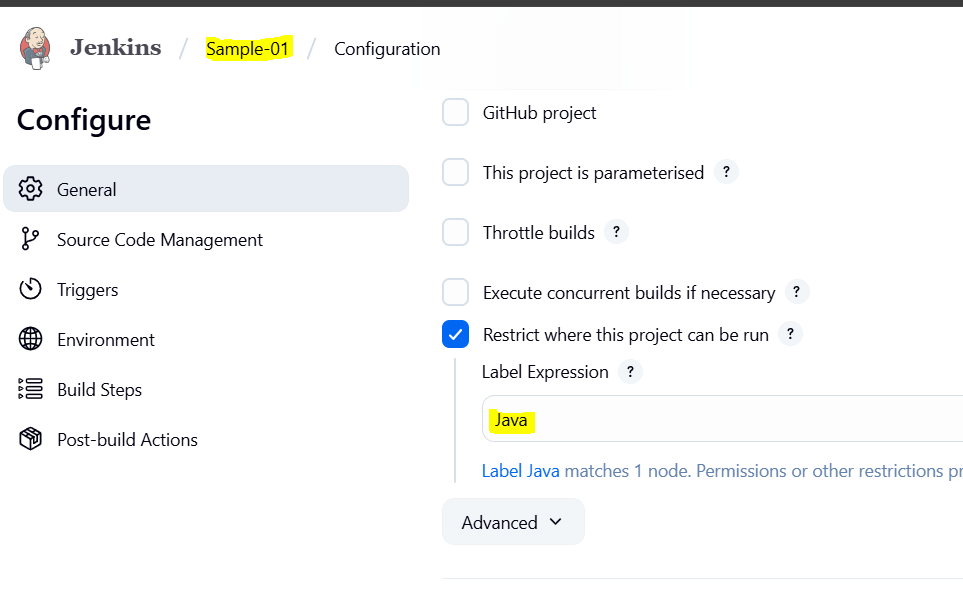 Jenkins / Sample-01 / Configuration
Configure
General
Source Code Management
Triggers
Environment
Build Steps
Post-build Actions
GitHub project
This project is parameterised ?
Throttle builds ?
Execute concurrent builds if necessary ?
Restrict where this project can be run ?
Label Expression ?
Java
Label Java matches 1 node. Permissions or other restrictions pr
Advanced